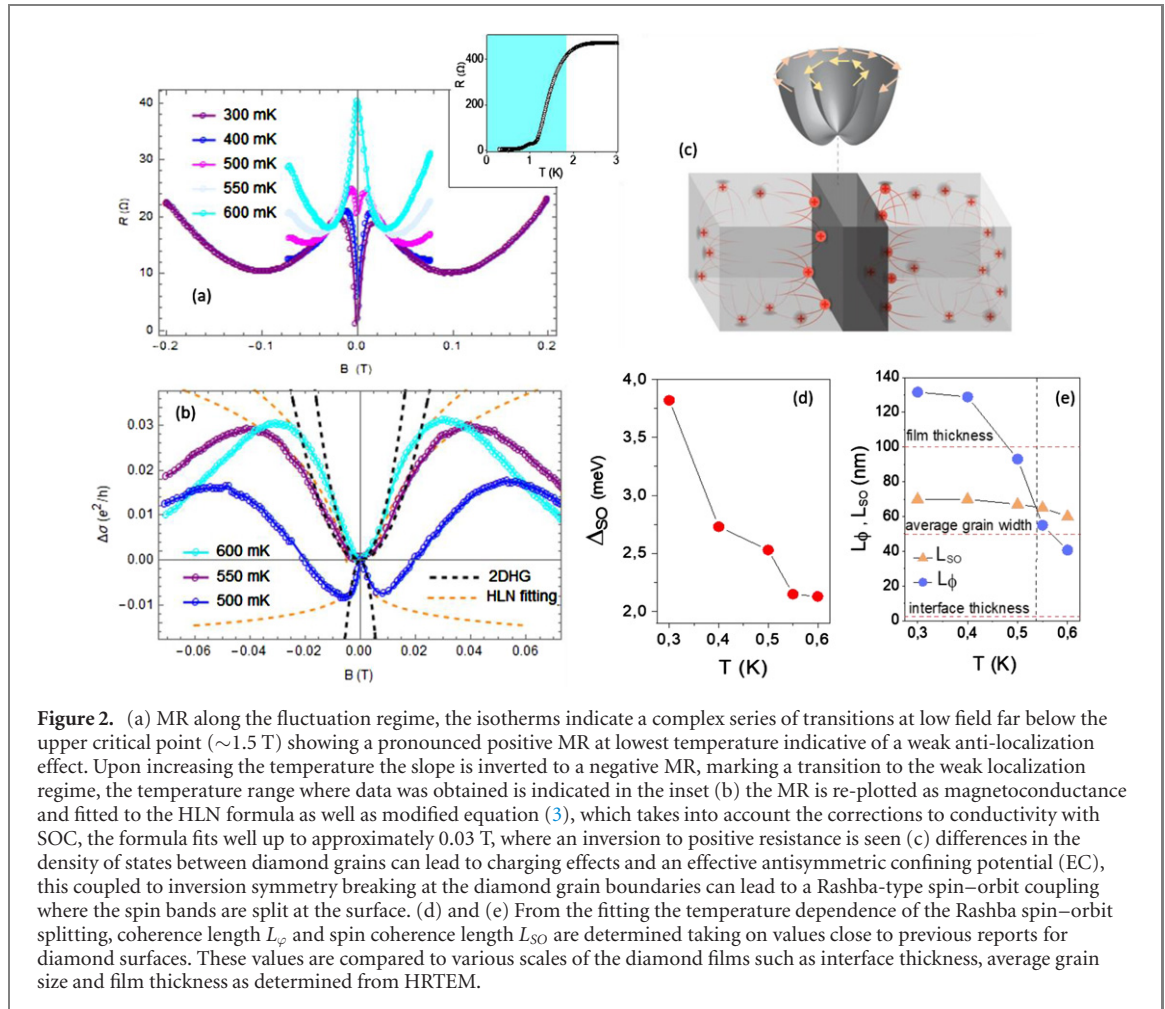 R (Ω)
400
200
0
0
1
2
3
T (K)
40
30
20
10
0
R (Ω)
300 mK
400 mK
500 mK
550 mK
600 mK
(a)
−0.2
−0.1
0.0
0.1
0.2
B (T)
(c)
0.03
0.02
0.01
0.00
−0.01
Δσ (e²/h)
(b)
600 mK
550 mK
500 mK
2DHG
HLN fitting
−0.06
−0.04
−0.02
0.00
0.02
0.04
0.06
B (T)
4,0
3,5
3,0
2,5
2,0
ΔSO (meV)
(d)
0,3
0,4
0,5
0,6
T (K)
140
130
120
110
100
90
80
70
60
50
40
30
20
10
0
Lϕ , LSO (nm)
(e)
film thickness
average grain width
LSO
Lϕ
interface thickness
0,3
0,4
0,5
0,6
T (K)
Figure 2. (a) MR along the fluctuation regime, the isotherms indicate a complex series of transitions at low field far below the
upper critical point (∼1.5 T) showing a pronounced positive MR at lowest temperature indicative of a weak anti-localization
effect. Upon increasing the temperature the slope is inverted to a negative MR, marking a transition to the weak localization
regime, the temperature range where data was obtained is indicated in the inset (b) the MR is re-plotted as magnetoconductance
and fitted to the HLN formula as well as modified equation (3), which takes into account the corrections to conductivity with
SOC, the formula fits well up to approximately 0.03 T, where an inversion to positive resistance is seen (c) differences in the
density of states between diamond grains can lead to charging effects and an effective antisymmetric confining potential (EC),
this coupled to inversion symmetry breaking at the diamond grain boundaries can lead to a Rashba-type spin–orbit coupling
where the spin bands are split at the surface. (d) and (e) From the fitting the temperature dependence of the Rashba spin–orbit
splitting, coherence length Lφ and spin coherence length LSO are determined taking on values close to previous reports for
diamond surfaces. These values are compared to various scales of the diamond films such as interface thickness, average grain
size and film thickness as determined from HRTEM.